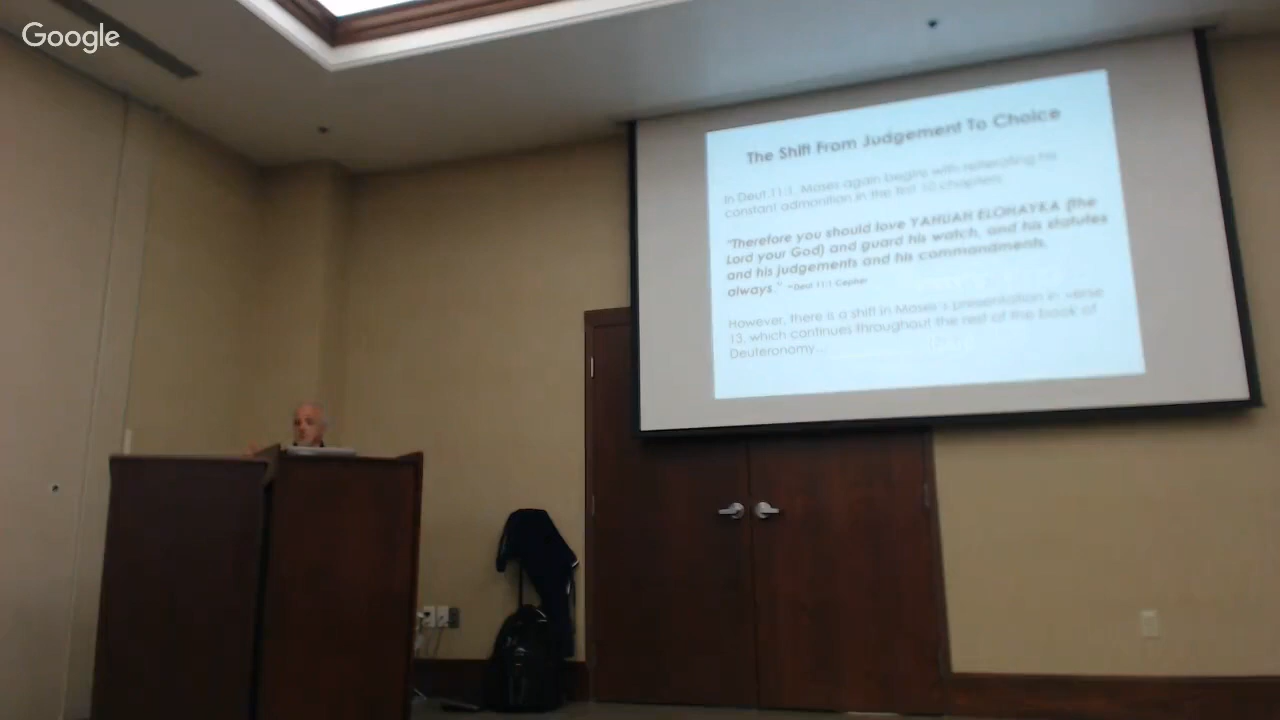 Google
The Shift From Judgement To Choice
In Deut 11:1, Moses again begins with reiterating his
constant admonition in the first 10 chapters
"Therefore you should love YAHUAH ELOHAYKA (the
Lord your God) and guard his watch, and his statutes
and his judgements and his commandments,
always." ~Deut 11:1 Cepher
However, there is a shift in Moses's presentation in verse
13, which continues throughout the rest of the book of
Deuteronomy...